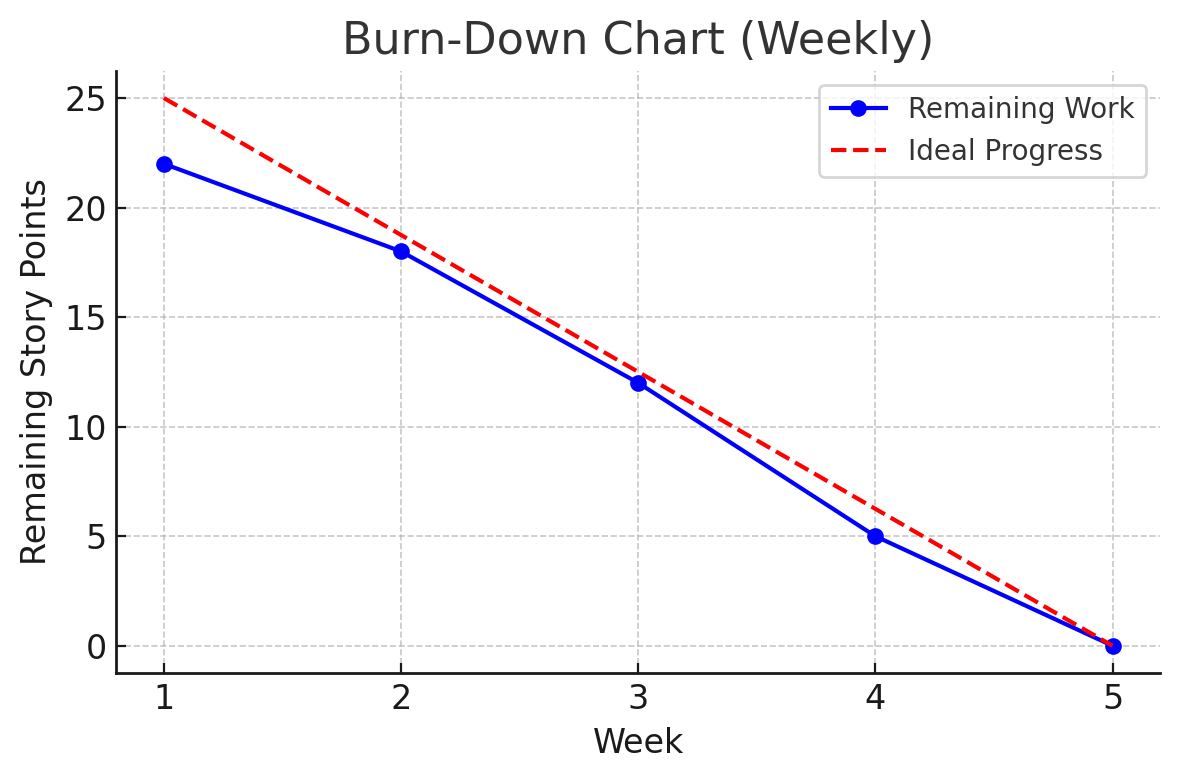 Burn-Down Chart (Weekly)
Remaining Work
Ideal Progress
Remaining Story Points
25
20
15
10
5
0
1 2 3 4 5
Week